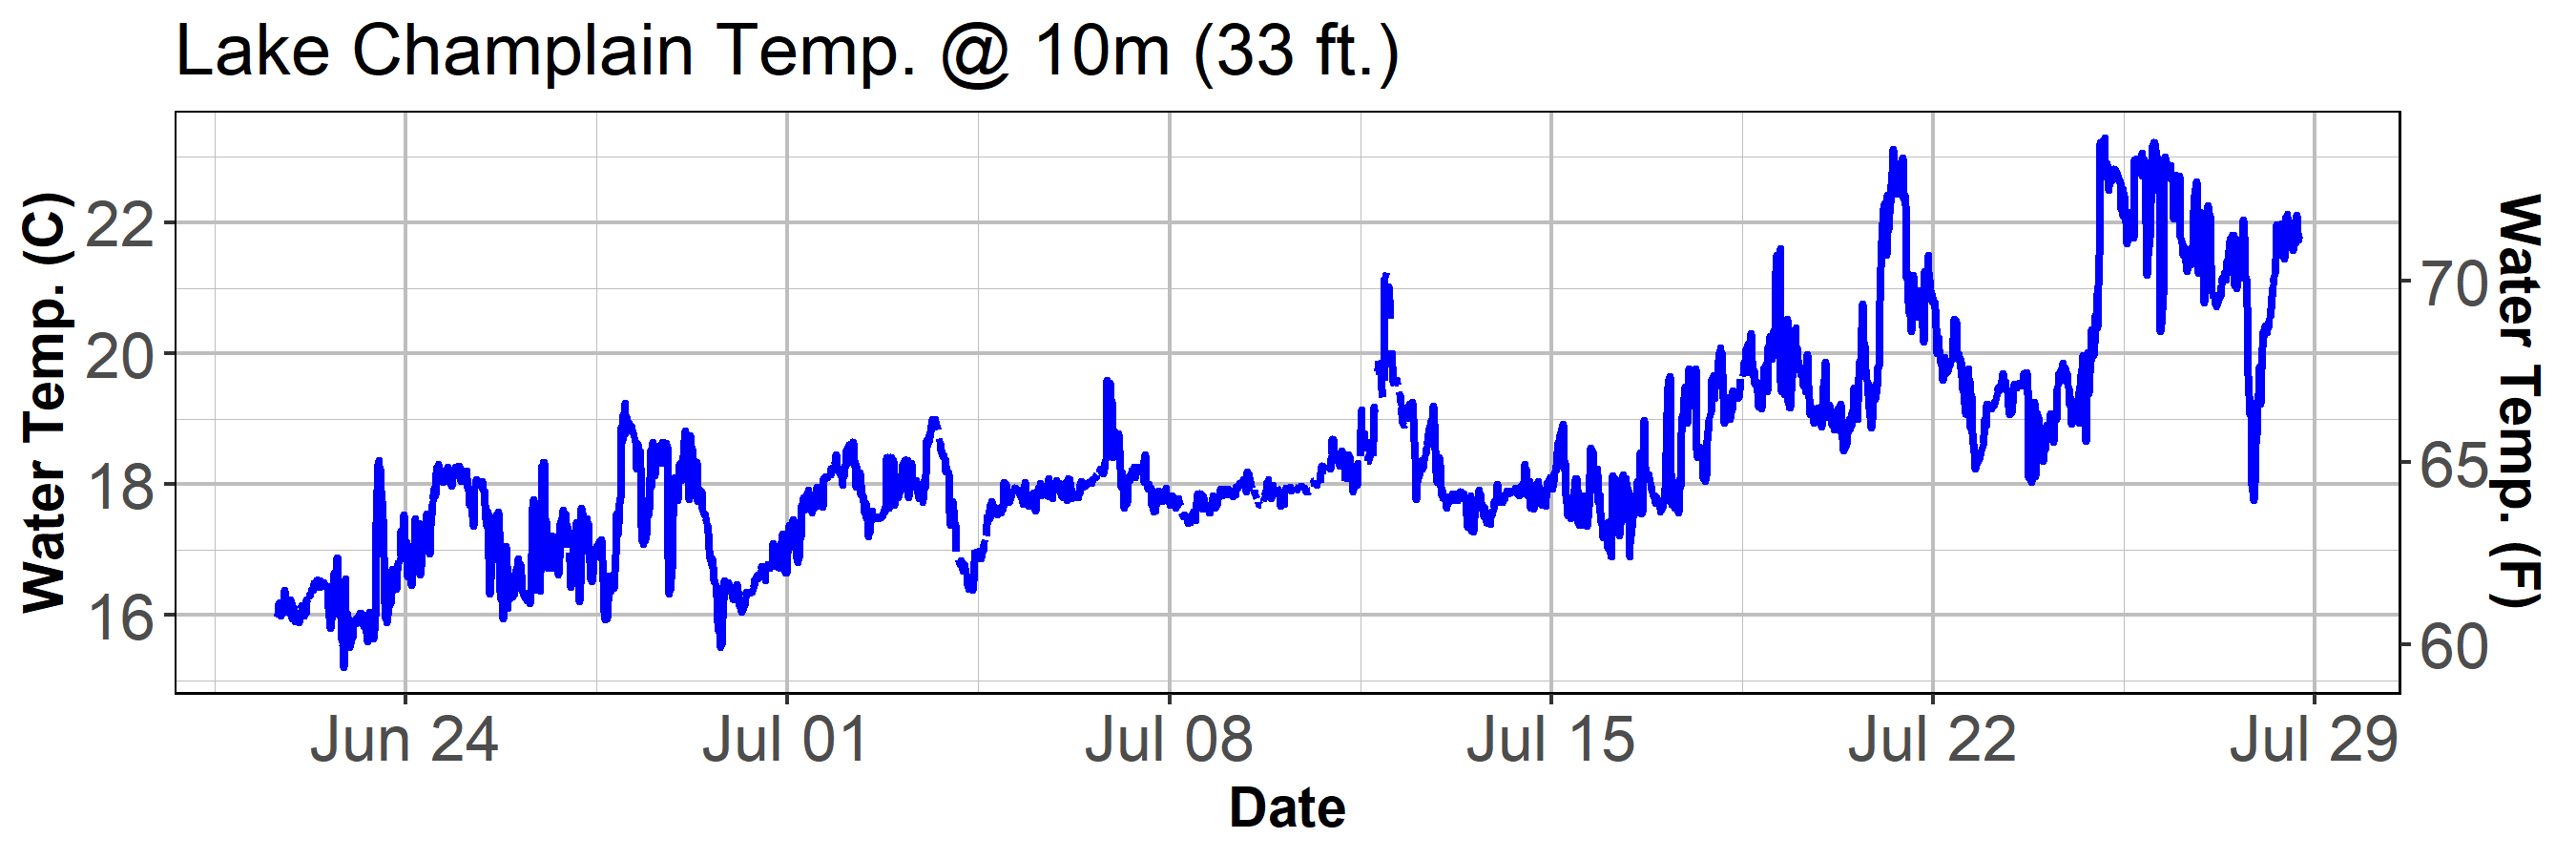 Lake Champlain Temp. @ 10m (33 ft.)
Water Temp. (C)
22
20
18
16
70
65
60
Water Temp. (F)
Jun 24
Jul 01
Jul 08
Jul 15
Jul 22
Jul 29
Date